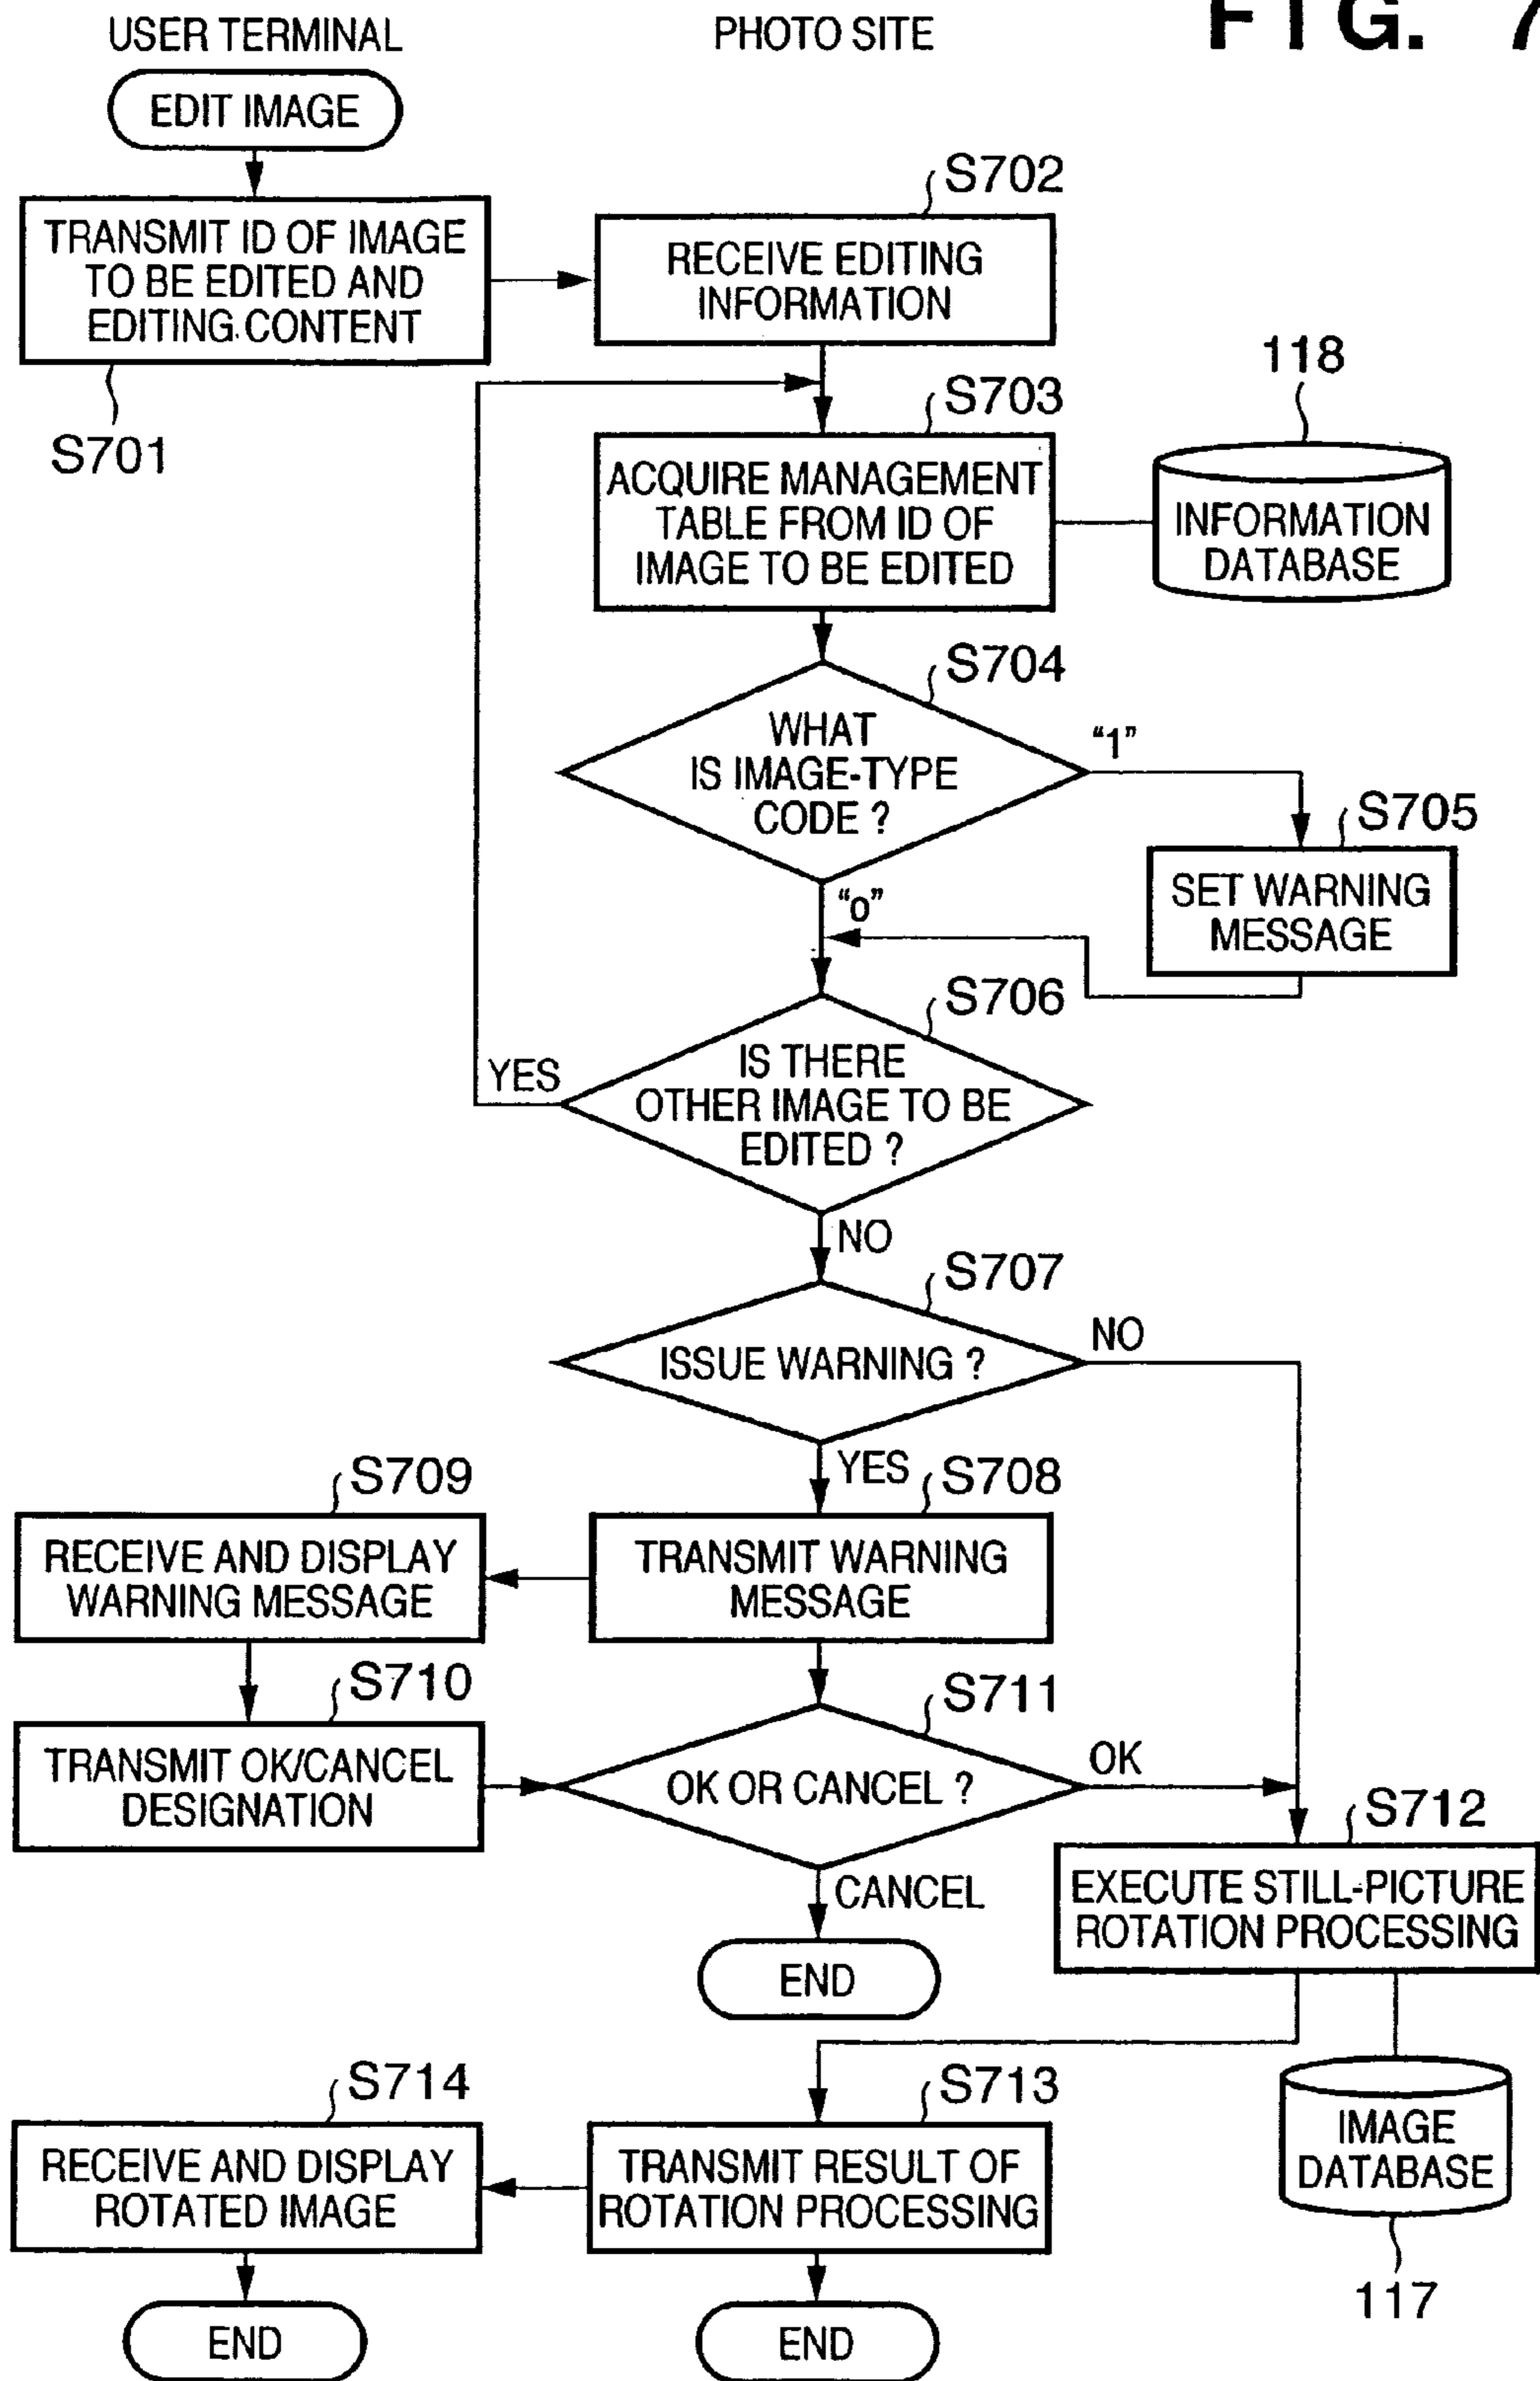 FIG. 7
USER TERMINAL
PHOTO SITE
EDIT IMAGE
S702
TRANSMIT ID OF IMAGE
TO BE EDITED AND
EDITING CONTENT
RECEIVE EDITING
INFORMATION
S701
118
S703
ACQUIRE MANAGEMENT
TABLE FROM ID OF
IMAGE TO BE EDITED
INFORMATION
DATABASE
S704
WHAT
IS IMAGE-TYPE
CODE ?
"1"
S705
SET WARNING
MESSAGE
"0"
S706
IS THERE
OTHER IMAGE TO BE
EDITED ?
YES
NO
S707
ISSUE WARNING ?
NO
YES
S709
S708
RECEIVE AND DISPLAY
WARNING MESSAGE
TRANSMIT WARNING
MESSAGE
S710
S711
TRANSMIT OK/CANCEL
DESIGNATION
OK OR CANCEL ?
OK
S712
CANCEL
EXECUTE STILL-PICTURE
ROTATION PROCESSING
END
S714
S713
RECEIVE AND DISPLAY
ROTATED IMAGE
TRANSMIT RESULT OF
ROTATION PROCESSING
IMAGE
DATABASE
117
END
END